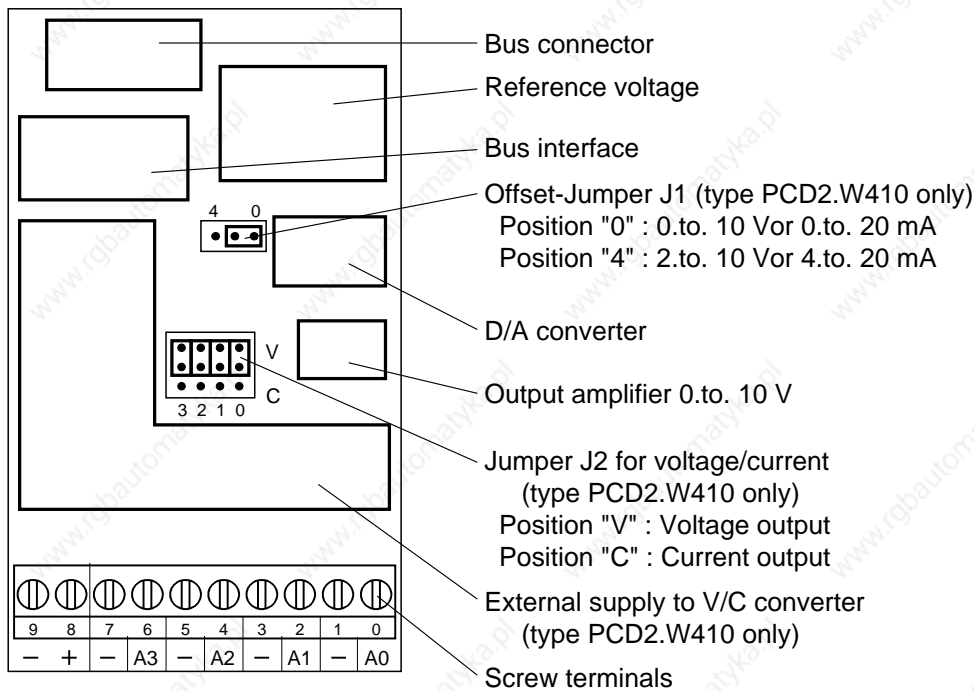 Bus connector
Reference voltage
Bus interface
Offset-Jumper J1 (type PCD2.W410 only)
Position "0" : 0.to. 10 Vor 0.to. 20 mA
Position "4" : 2.to. 10 Vor 4.to. 20 mA
4 0
D/A converter
V
C
3 2 1 0
Output amplifier 0.to. 10 V
Jumper J2 for voltage/current
(type PCD2.W410 only)
Position "V" : Voltage output
Position "C" : Current output
External supply to V/C converter
(type PCD2.W410 only)
Screw terminals
9 8 7 6 5 4 3 2 1 0
– + – A3 – A2 – A1 – A0
www.rgbautomatyka.pl